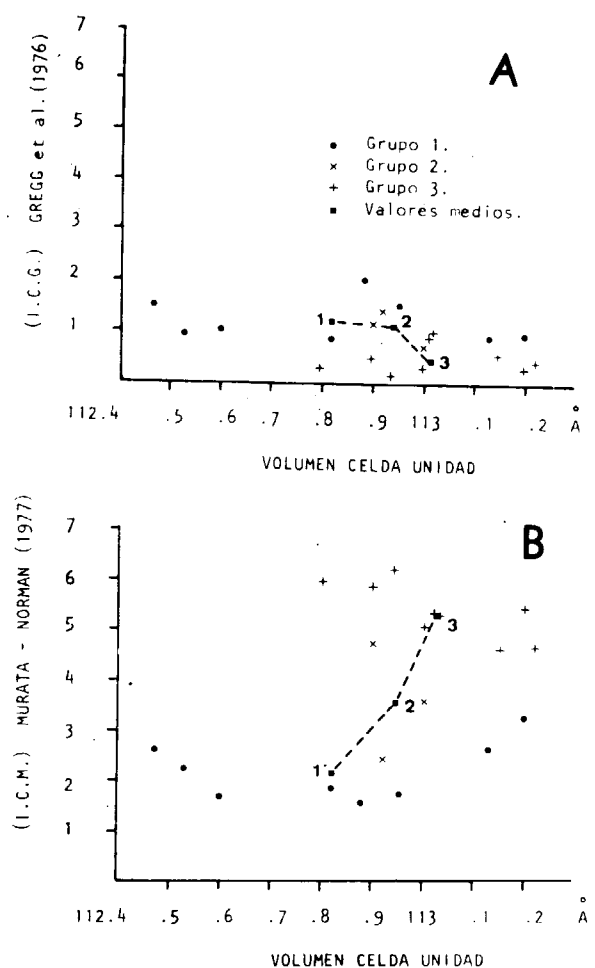 A
7
6
5
4
3
2
1
(I.C.G.) GREGG et al.(1976)
Grupo 1.
Grupo 2.
Grupo 3.
Valores medios.
1
2
3
112.4 .5 .6 .7 .8 .9 113 .1 .2 Å
VOLUMEN CELDA UNIDAD
B
7
6
5
4
3
2
1
(I.C.M.) MURATA - NORMAN (1977)
3
2
1
112.4 .5 .6 .7 .8 .9 113 .1 .2 Å
VOLUMEN CELDA UNIDAD